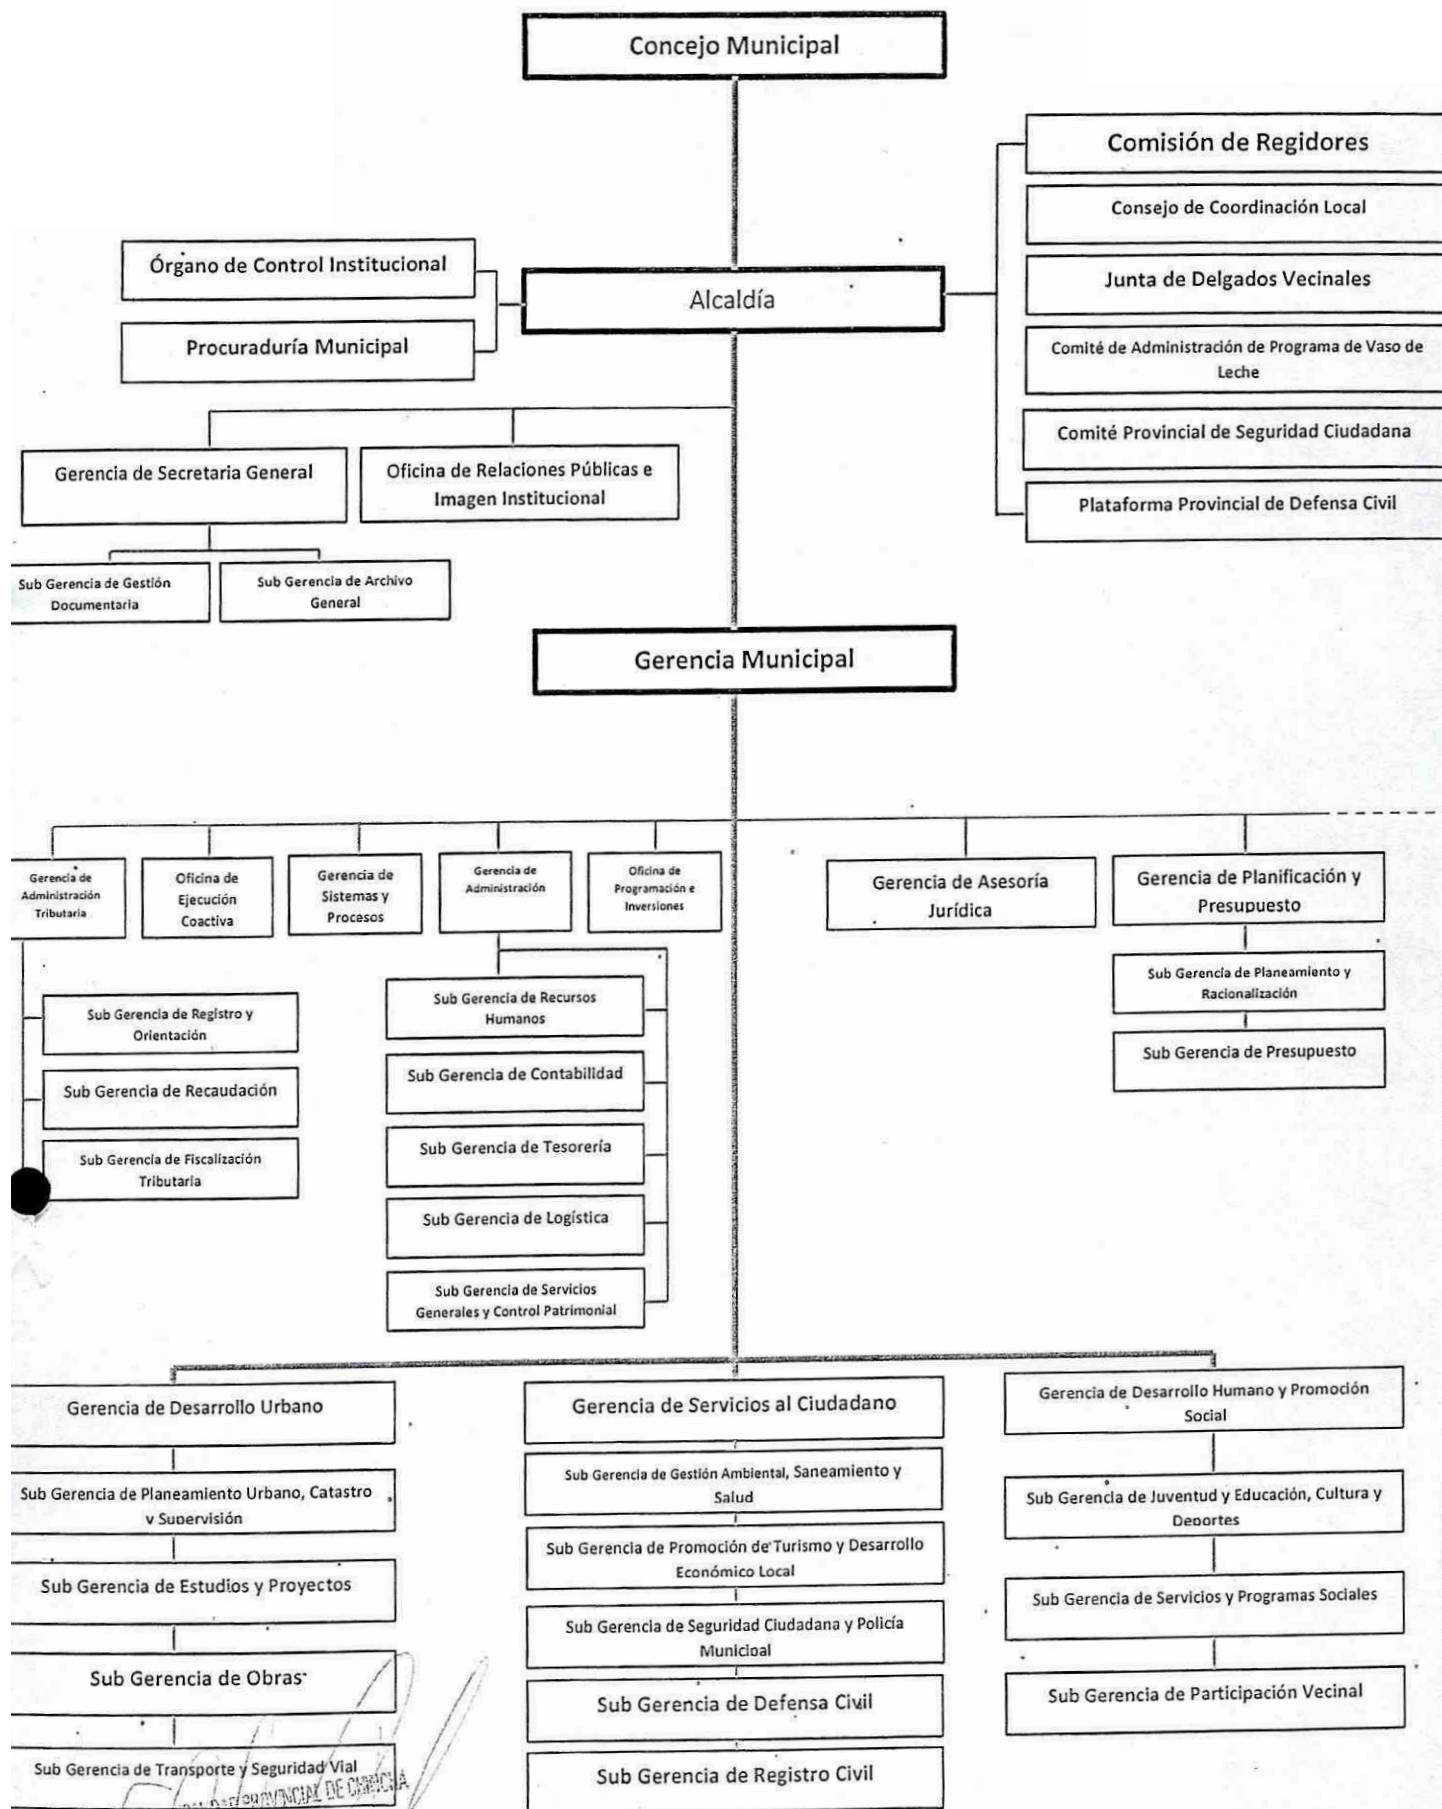 Concejo Municipal
Comisión de Regidores
Consejo de Coordinación Local
Órgano de Control Institucional
Junta de Delgados Vecinales
Alcaldía
Procuraduría Municipal
Comité de Administración de Programa de Vaso de
Leche
Comité Provincial de Seguridad Ciudadana
Gerencia de Secretaria General
Oficina de Relaciones Públicas e
Imagen Institucional
Plataforma Provincial de Defensa Civil
Sub Gerencia de Gestión
Documentaria
Sub Gerencia de Archivo
General
Gerencia Municipal
Gerencia de
Administración
Tributaria
Oficina de
Ejecución
Coactiva
Gerencia de
Sistemas y
Procesos
Gerencia de
Administración
Oficina de
Programación e
Inversiones
Gerencia de Asesoría
Jurídica
Gerencia de Planificación y
Presupuesto
Sub Gerencia de Registro y
Orientación
Sub Gerencia de Recaudación
Sub Gerencia de Fiscalización
Tributaria
Sub Gerencia de Recursos
Humanos
Sub Gerencia de Contabilidad
Sub Gerencia de Tesorería
Sub Gerencia de Logística
Sub Gerencia de Servicios
Generales y Control Patrimonial
Sub Gerencia de Planeamiento y
Racionalización
Sub Gerencia de Presupuesto
Gerencia de Desarrollo Urbano
Sub Gerencia de Planeamiento Urbano, Catastro
y Supervisión
Sub Gerencia de Estudios y Proyectos
Sub Gerencia de Obras
Sub Gerencia de Transporte y Seguridad Vial
PROVINCIAL DE CHINCHA
Gerencia de Servicios al Ciudadano
Sub Gerencia de Gestión Ambiental, Saneamiento y
Salud
Sub Gerencia de Promoción de Turismo y Desarrollo
Económico Local
Sub Gerencia de Seguridad Ciudadana y Policía
Municipal
Sub Gerencia de Defensa Civil
Sub Gerencia de Registro Civil
Gerencia de Desarrollo Humano y Promoción
Social
Sub Gerencia de Juventud y Educación, Cultura y
Deportes
Sub Gerencia de Servicios y Programas Sociales
Sub Gerencia de Participación Vecinal